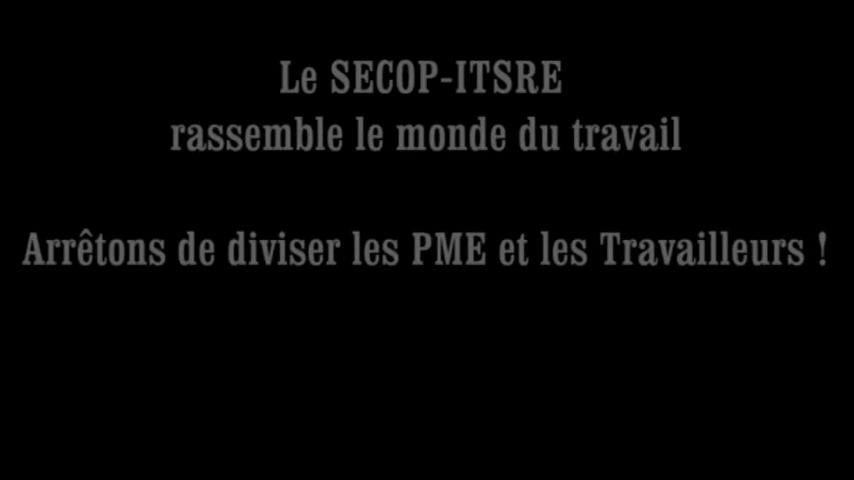 Le SECOP-ITSRE
rassemble le monde du travail
Arrêtons de diviser les PME et les Travailleurs !